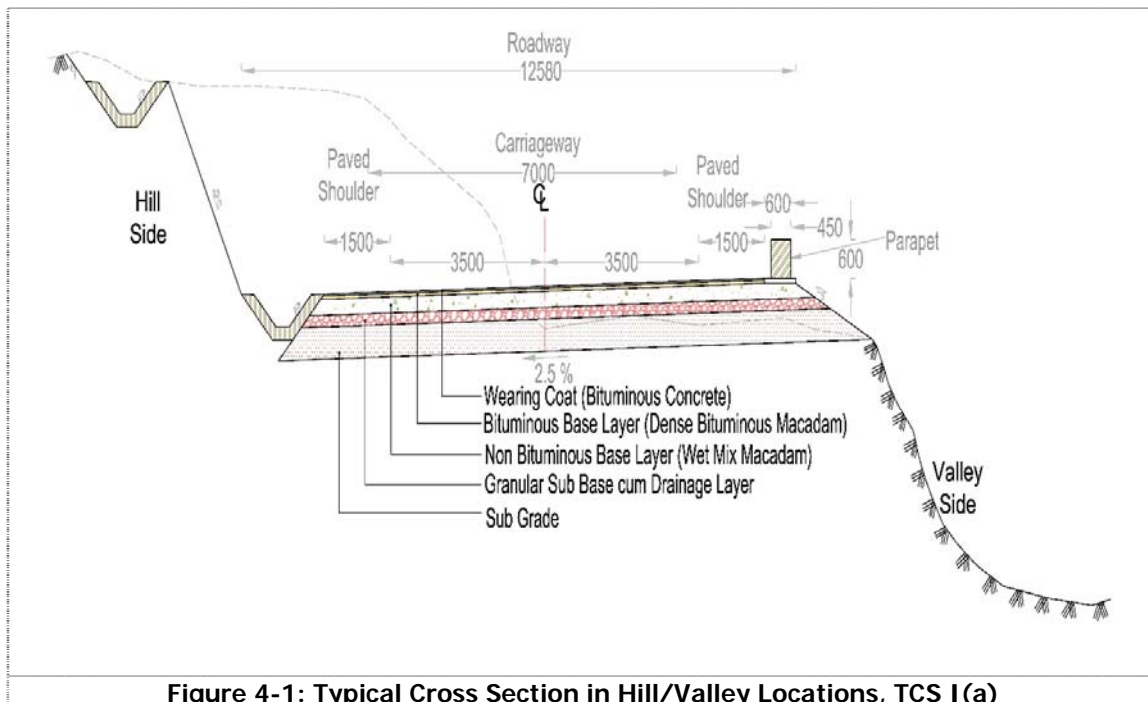 Roadway
12580
Carriageway
7000
Paved
Shoulder
Paved
Shoulder
600
450
Parapet
600
Hill
Side
CL
1500
3500
3500
1500
2.5 %
Wearing Coat (Bituminous Concrete)
Bituminous Base Layer (Dense Bituminous Macadam)
Non Bituminous Base Layer (Wet Mix Macadam)
Granular Sub Base cum Drainage Layer
Sub Grade
Valley
Side
Figure 4-1: Typical Cross Section in Hill/Valley Locations, TCS I(a)